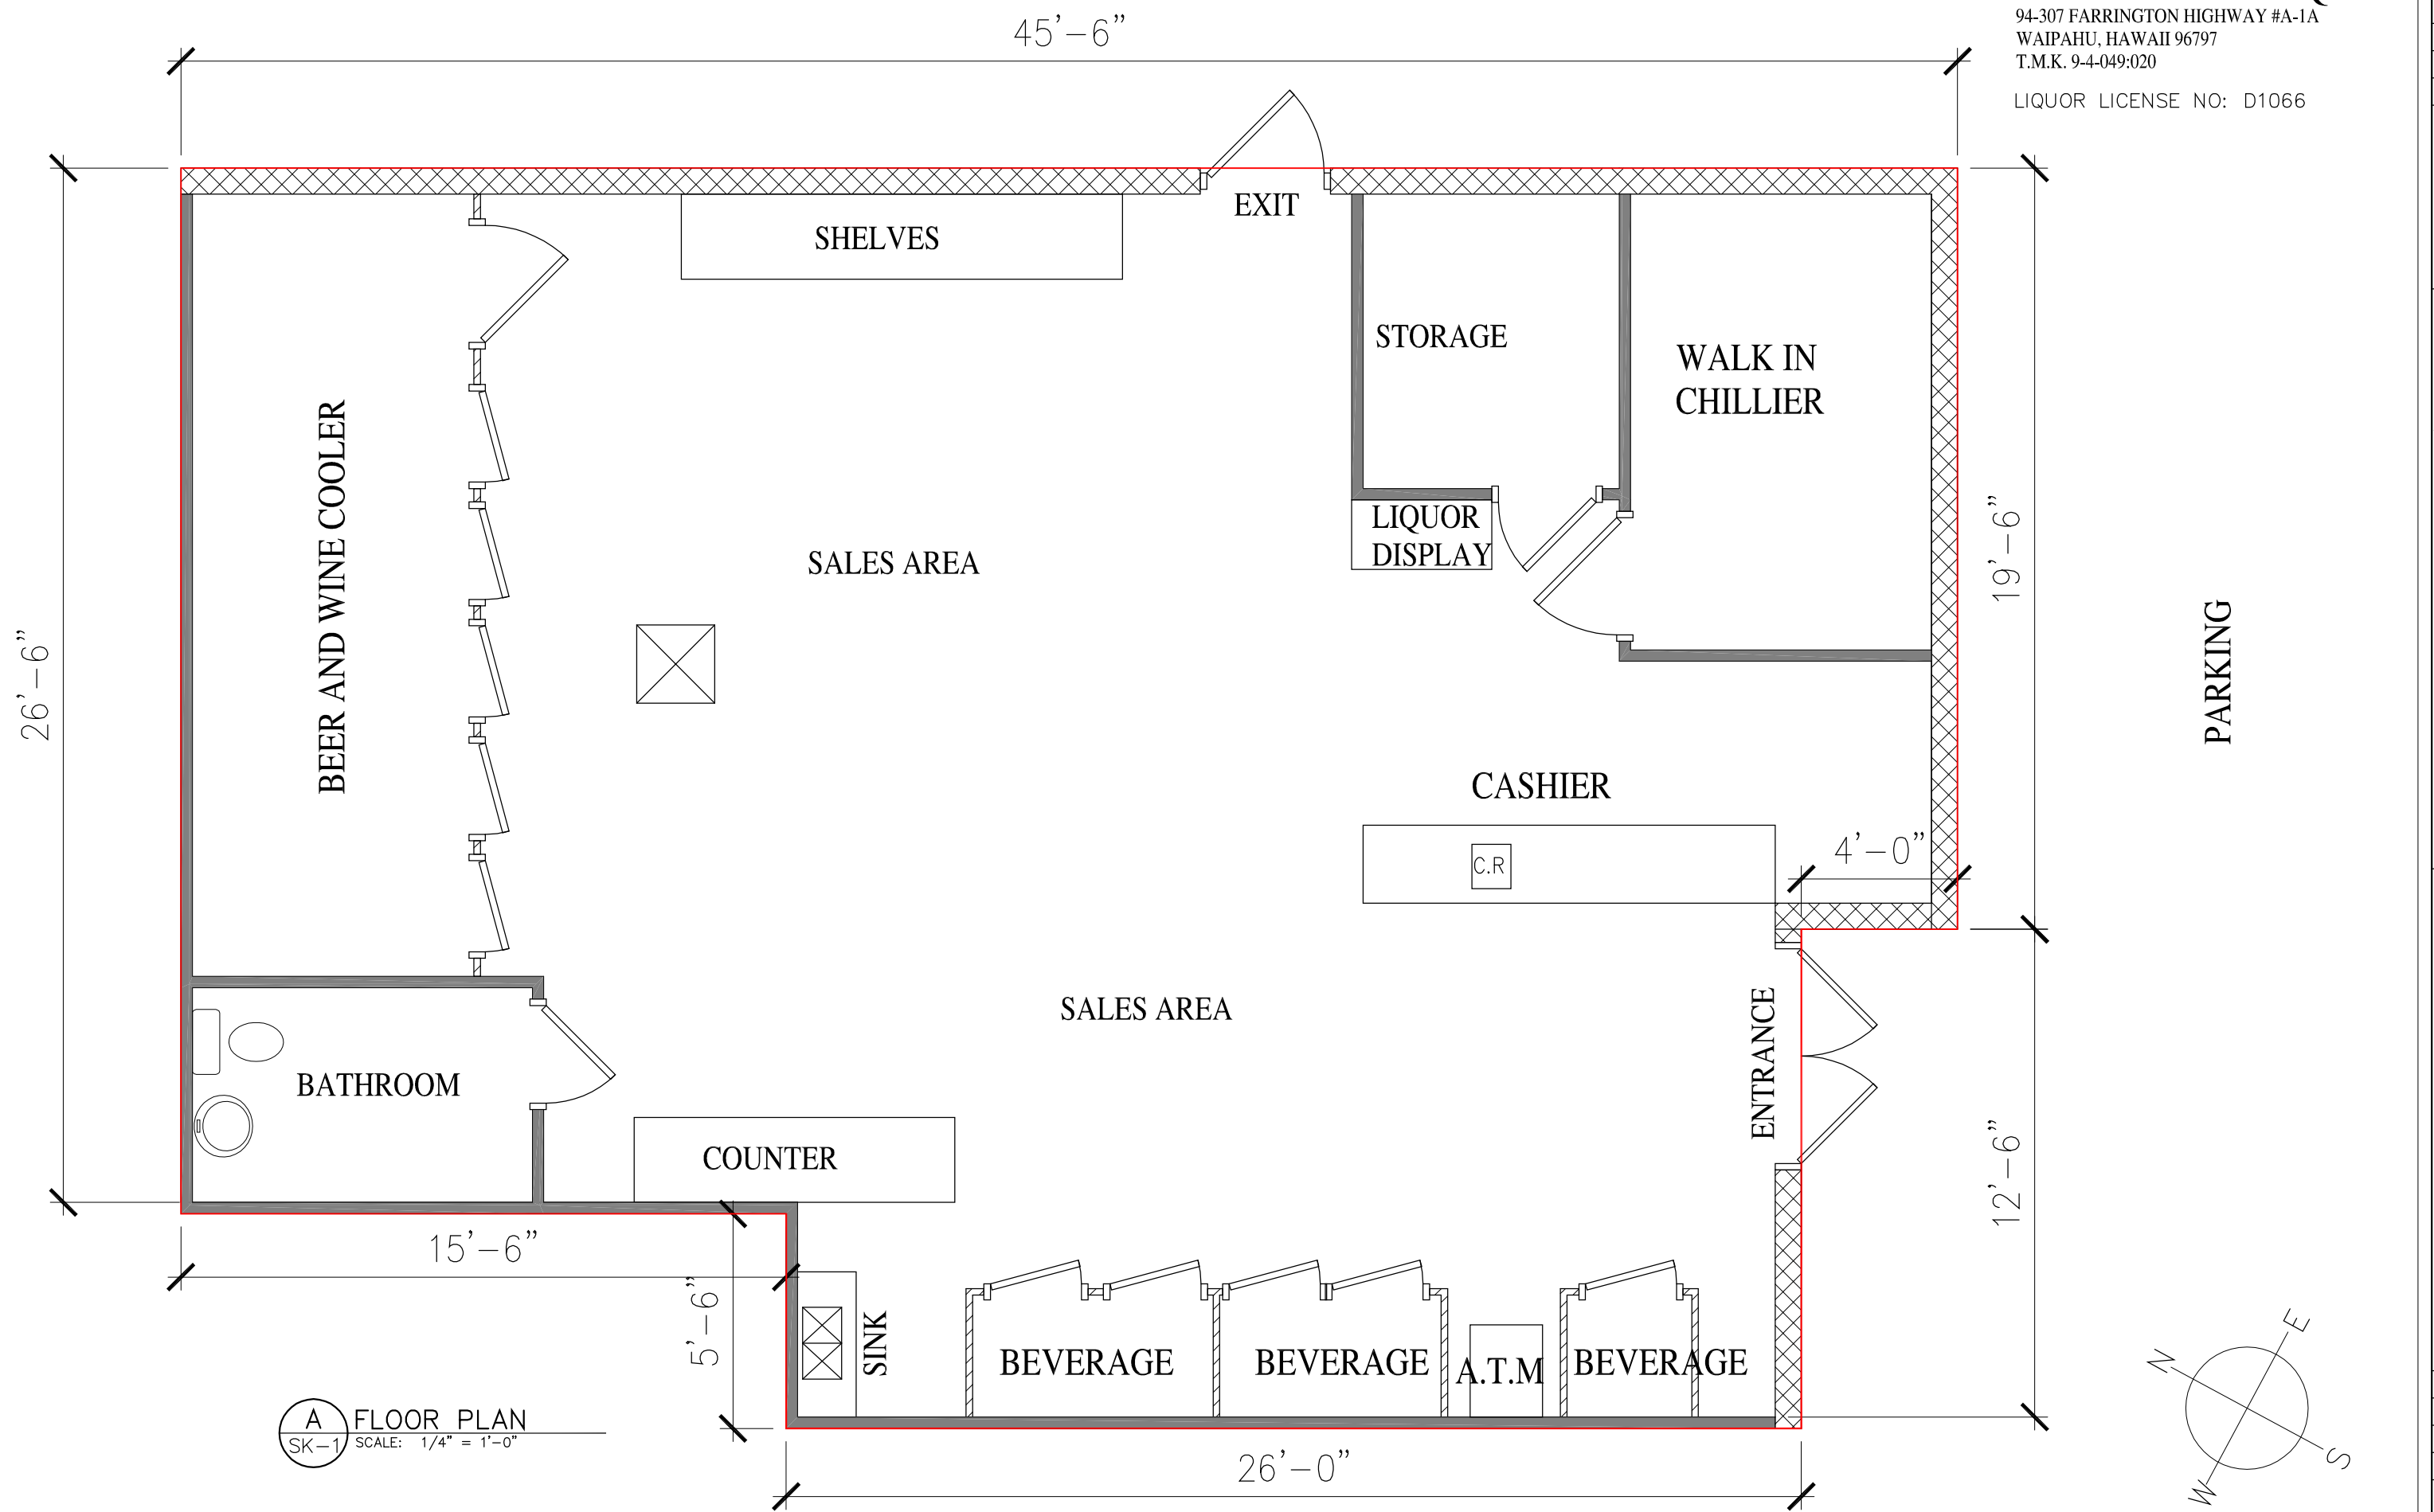 45’-6”
94-307 FARRINGTON HIGHWAY #A-1A
WAIPAHU, HAWAII 96797
T.M.K. 9-4-049:020
LIQUOR LICENSE NO: D1066
EXIT
SHELVES
STORAGE
WALK IN
CHILLIER
BEER AND WINE COOLER
LIQUOR
DISPLAY
SALES AREA
19’-6”
26’-6”
PARKING
CASHIER
C.R
4’-0”
SALES AREA
ENTRANCE
BATHROOM
COUNTER
12’-6”
15’-6”
5’-6”
SINK
BEVERAGE
BEVERAGE
A.T.M
BEVERAGE
A
SK-1
FLOOR PLAN
SCALE: 1/4" = 1'-0"
26’-0”
N
E
S
W